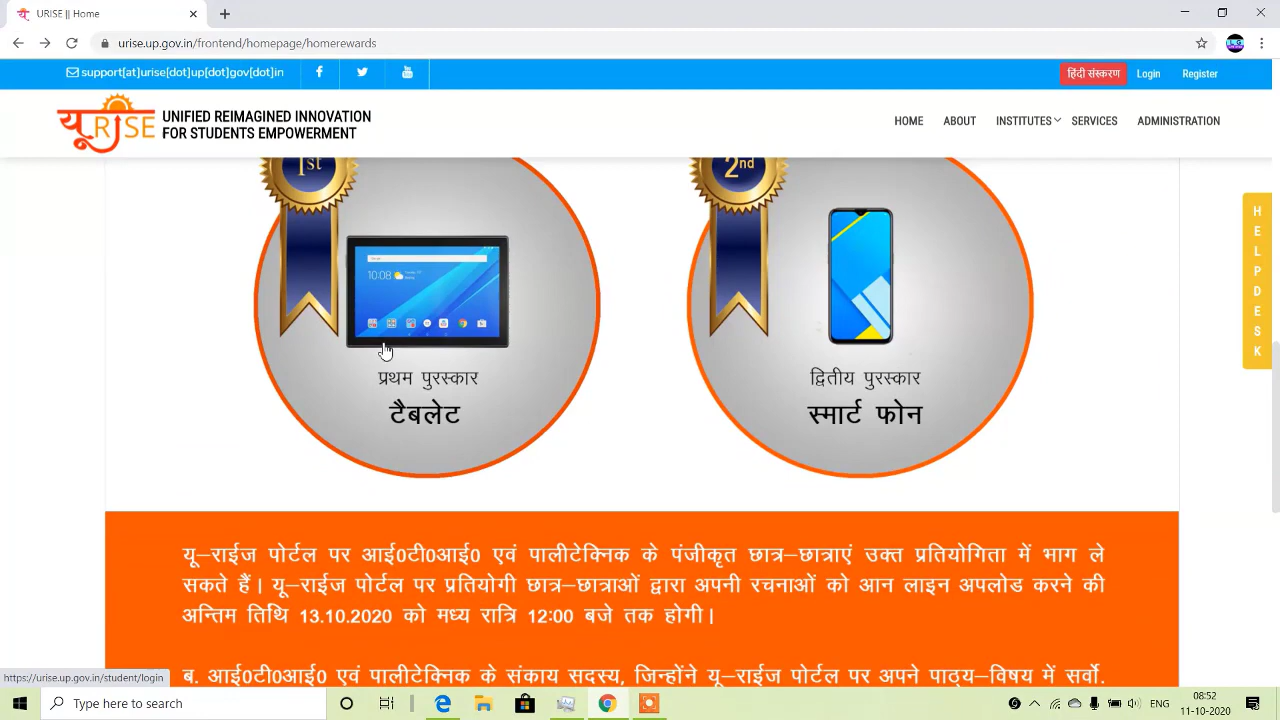 urise.up.gov.in/frontend/homepage/homerewards
support[at]urise[dot]up[dot]gov[dot]in
हिंदी संस्करण
Login
Register
यू RISE
UNIFIED REIMAGINED INNOVATION
FOR STUDENTS EMPOWERMENT
HOME
ABOUT
INSTITUTES
SERVICES
ADMINISTRATION
1st
2nd
HELPDESK
10:08
प्रथम पुरस्कार
टैबलेट
द्वितीय पुरस्कार
स्मार्ट फोन
यू–राईज पोर्टल पर आई0टी0आई0 एवं पालीटेक्निक के पंजीकृत छात्र–छात्राएं उक्त प्रतियोगिता में भाग ले
सकते हैं। यू–राईज पोर्टल पर प्रतियोगी छात्र–छात्राओं द्वारा अपनी रचनाओं को आन लाइन अपलोड करने की
अन्तिम तिथि 13.10.2020 को मध्य रात्रि 12:00 बजे तक होगी।
ब. आई0टी0आई0 एवं पालीटेक्निक के संकाय सदस्य, जिन्होंने यू–राईज पोर्टल पर अपने पाठ्य–विषय में सर्वो.
https://urise.up.gov.in/student/login
Type here to search
ENG
08:52
11-10-2020